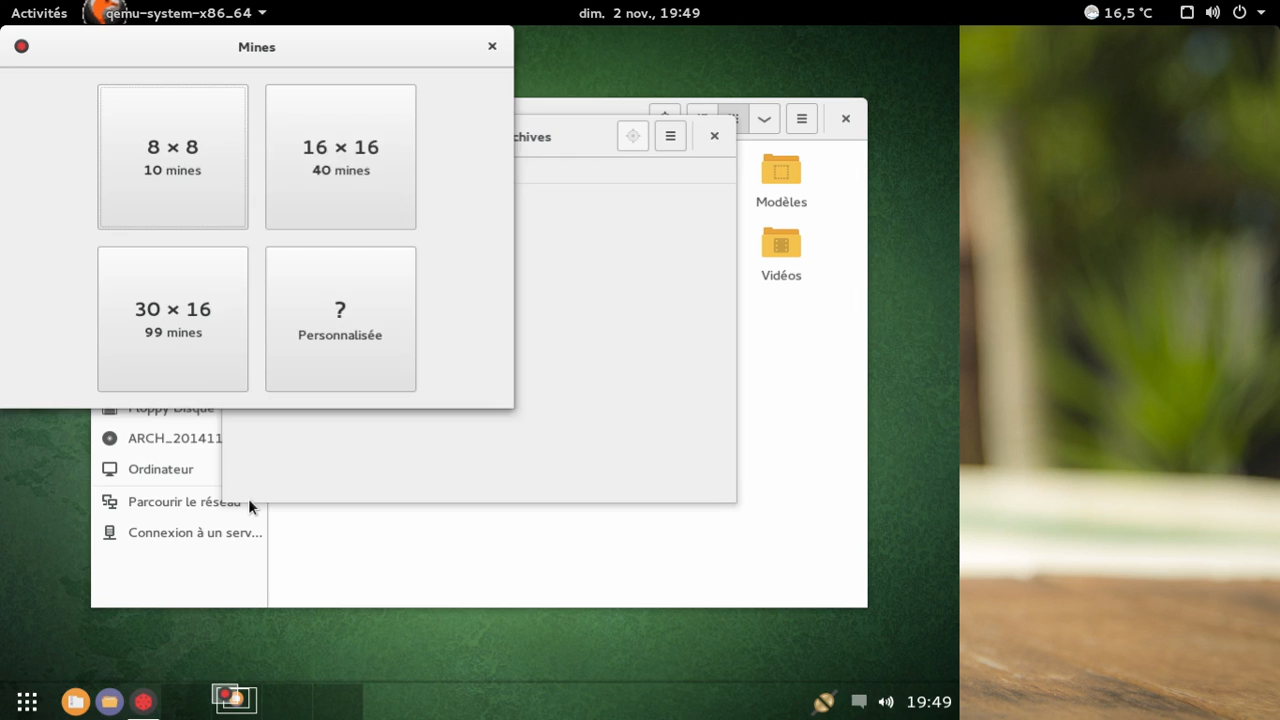 Activités
qemu-system-x86_64
dim. 2 nov., 19:49
16,5 °C
Mines
8 × 8
10 mines
16 × 16
40 mines
30 × 16
99 mines
?
Personnalisée
chives
Modèles
Vidéos
Floppy Disque
ARCH_201411
Ordinateur
Parcourir le réseau
Connexion à un serv...
19:49